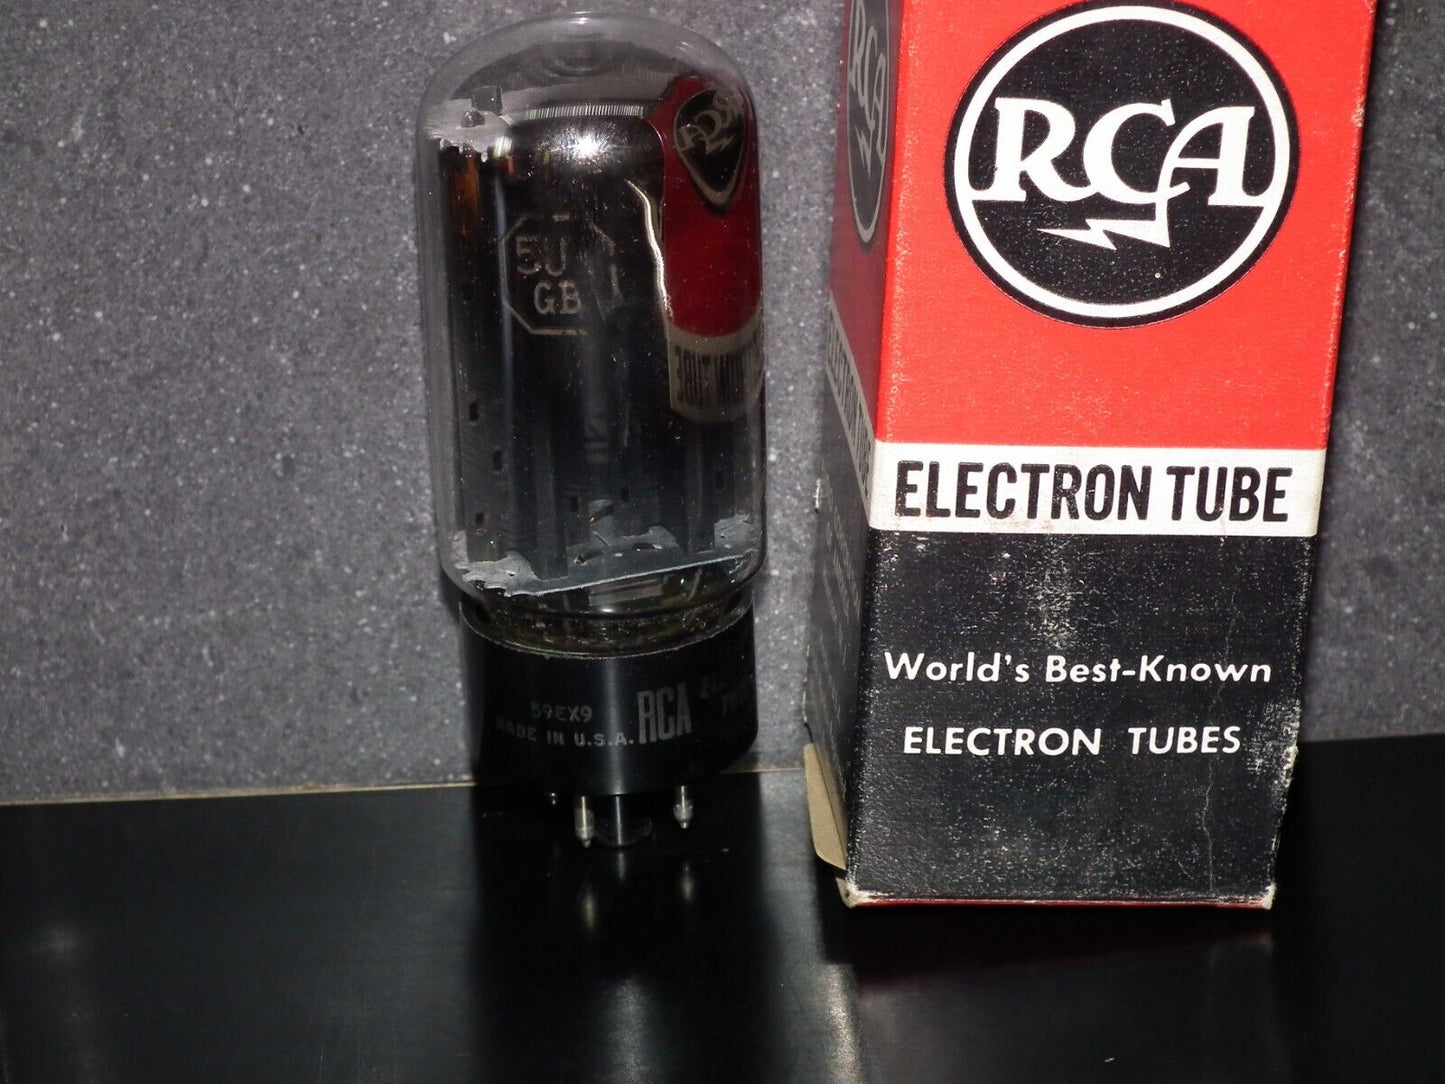 5U
GB
59EX9
MADE IN U.S.A.
RCA
RCA
ELECTRON TUBE
World's Best-Known
ELECTRON TUBES